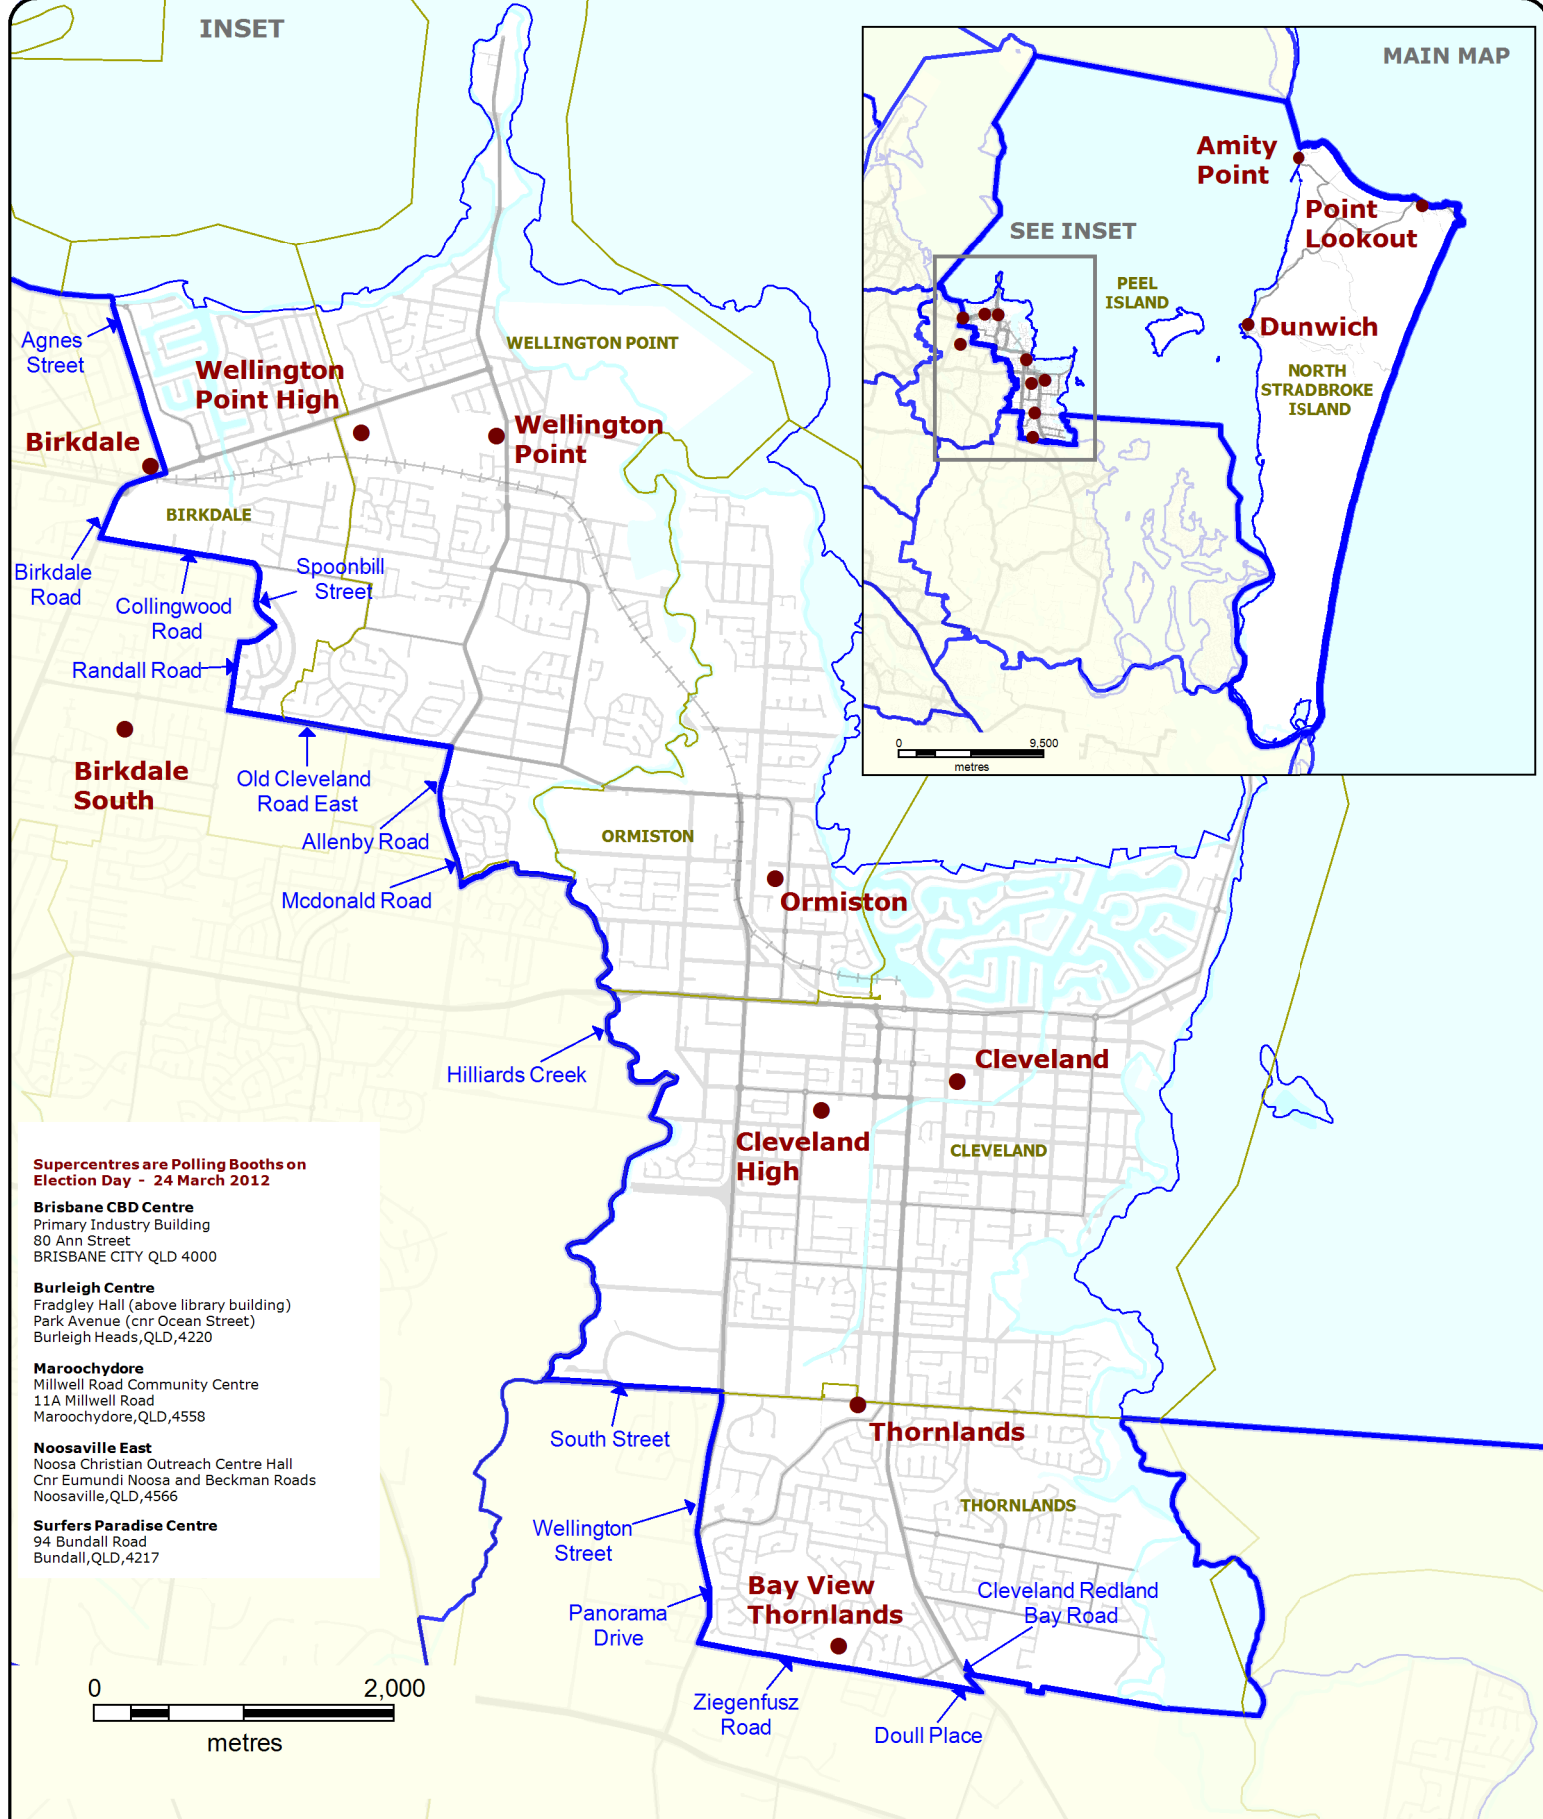 INSET
MAIN MAP
Amity
Point
Point
Lookout
SEE INSET
PEEL
ISLAND
Dunwich
NORTH
STRADBROKE
ISLAND
0
9,500
metres
Agnes
Street
Wellington
Point High
WELLINGTON POINT
Birkdale
Wellington
Point
BIRKDALE
Birkdale
Road
Spoonbill
Street
Collingwood
Road
Randall Road
Birkdale
South
Old Cleveland
Road East
Allenby Road
ORMISTON
Mcdonald Road
Ormiston
Hilliards Creek
Cleveland
Cleveland
High
CLEVELAND
Supercentres are Polling Booths on
Election Day - 24 March 2012
Brisbane CBD Centre
Primary Industry Building
80 Ann Street
BRISBANE CITY QLD 4000
Burleigh Centre
Fradgley Hall (above library building)
Park Avenue (cnr Ocean Street)
Burleigh Heads,QLD,4220
Maroochydore
Millwell Road Community Centre
11A Millwell Road
Maroochydore,QLD,4558
Noosaville East
Noosa Christian Outreach Centre Hall
Cnr Eumundi Noosa and Beckman Roads
Noosaville,QLD,4566
Surfers Paradise Centre
94 Bundall Road
Bundall,QLD,4217
South Street
Thornlands
THORNLANDS
Wellington
Street
Bay View
Thornlands
Cleveland Redland
Bay Road
Panorama
Drive
Ziegenfusz
Road
Doull Place
0
2,000
metres